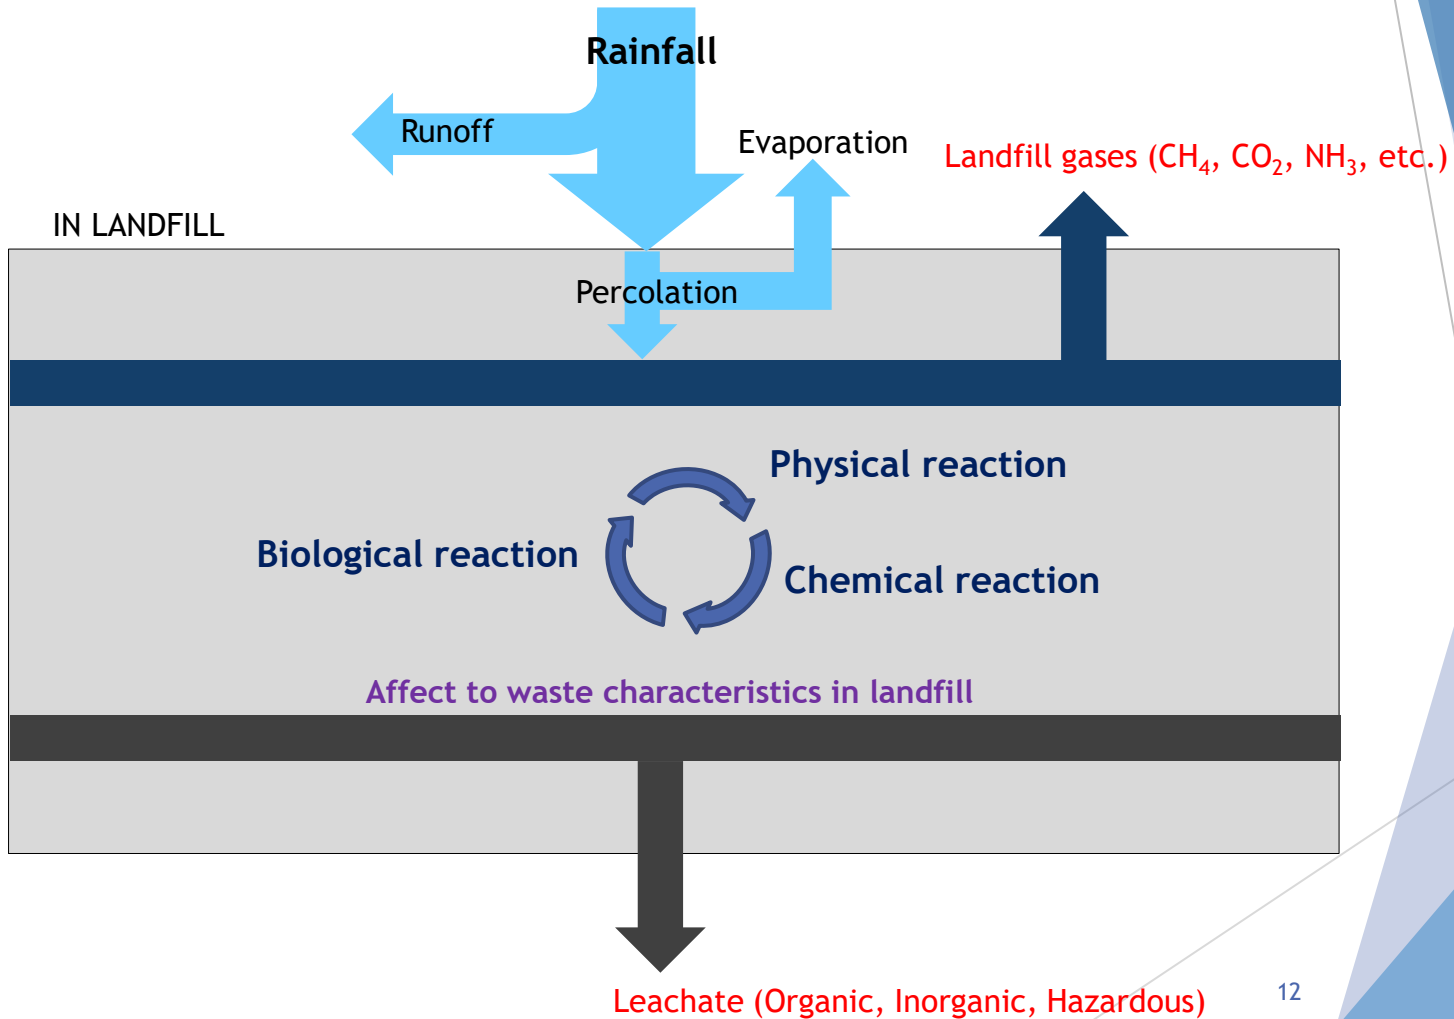 Rainfall
Runoff
Evaporation
Landfill gases (CH₄, CO₂, NH₃, etc.)
IN LANDFILL
Percolation
Physical reaction
Biological reaction
Chemical reaction
Affect to waste characteristics in landfill
Leachate (Organic, Inorganic, Hazardous)
12